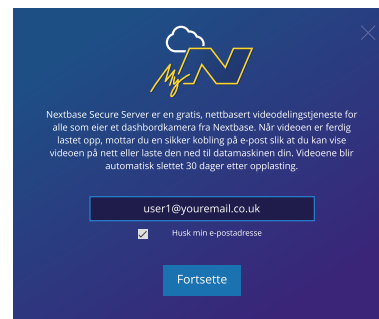 My N
Nextbase Secure Server er en gratis, nettbasert videodelingstjeneste for
alle som eier et dashbordkamera fra Nextbase. Når videoen er ferdig
lastet opp, mottar du en sikker kobling på e-post slik at du kan vise
videoen på nett eller laste den ned til datamaskinen din. Videoene blir
automatisk slettet 30 dager etter opplasting.
user1@youremail.co.uk
Husk min e-postadresse
Fortsette